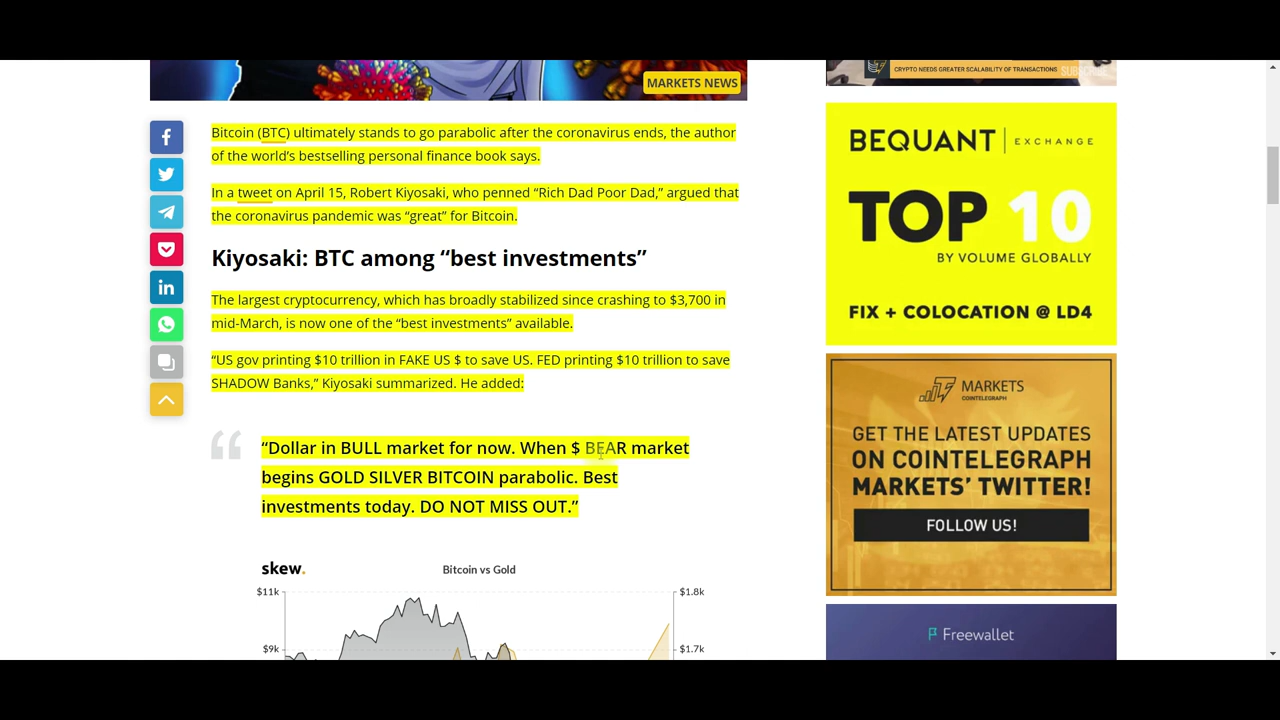 MARKETS NEWS
Bitcoin (BTC) ultimately stands to go parabolic after the coronavirus ends, the author
of the world’s bestselling personal finance book says.
In a tweet on April 15, Robert Kiyosaki, who penned “Rich Dad Poor Dad,” argued that
the coronavirus pandemic was “great” for Bitcoin.
Kiyosaki: BTC among “best investments”
The largest cryptocurrency, which has broadly stabilized since crashing to $3,700 in
mid-March, is now one of the “best investments” available.
“US gov printing $10 trillion in FAKE US $ to save US. FED printing $10 trillion to save
SHADOW Banks,” Kiyosaki summarized. He added:
“Dollar in BULL market for now. When $ BEAR market
begins GOLD SILVER BITCOIN parabolic. Best
investments today. DO NOT MISS OUT.”
skew.
Bitcoin vs Gold
$11k
$1.8k
$9k
$1.7k
CRYPTO NEEDS GREATER SCALABILITY OF TRANSACTIONS
SUBSCRIBE
BEQUANT | EXCHANGE
TOP 10
BY VOLUME GLOBALLY
FIX + COLOCATION @ LD4
MARKETS
COINTELEGRAPH
GET THE LATEST UPDATES
ON COINTELEGRAPH
MARKETS’ TWITTER!
FOLLOW US!
Freewallet